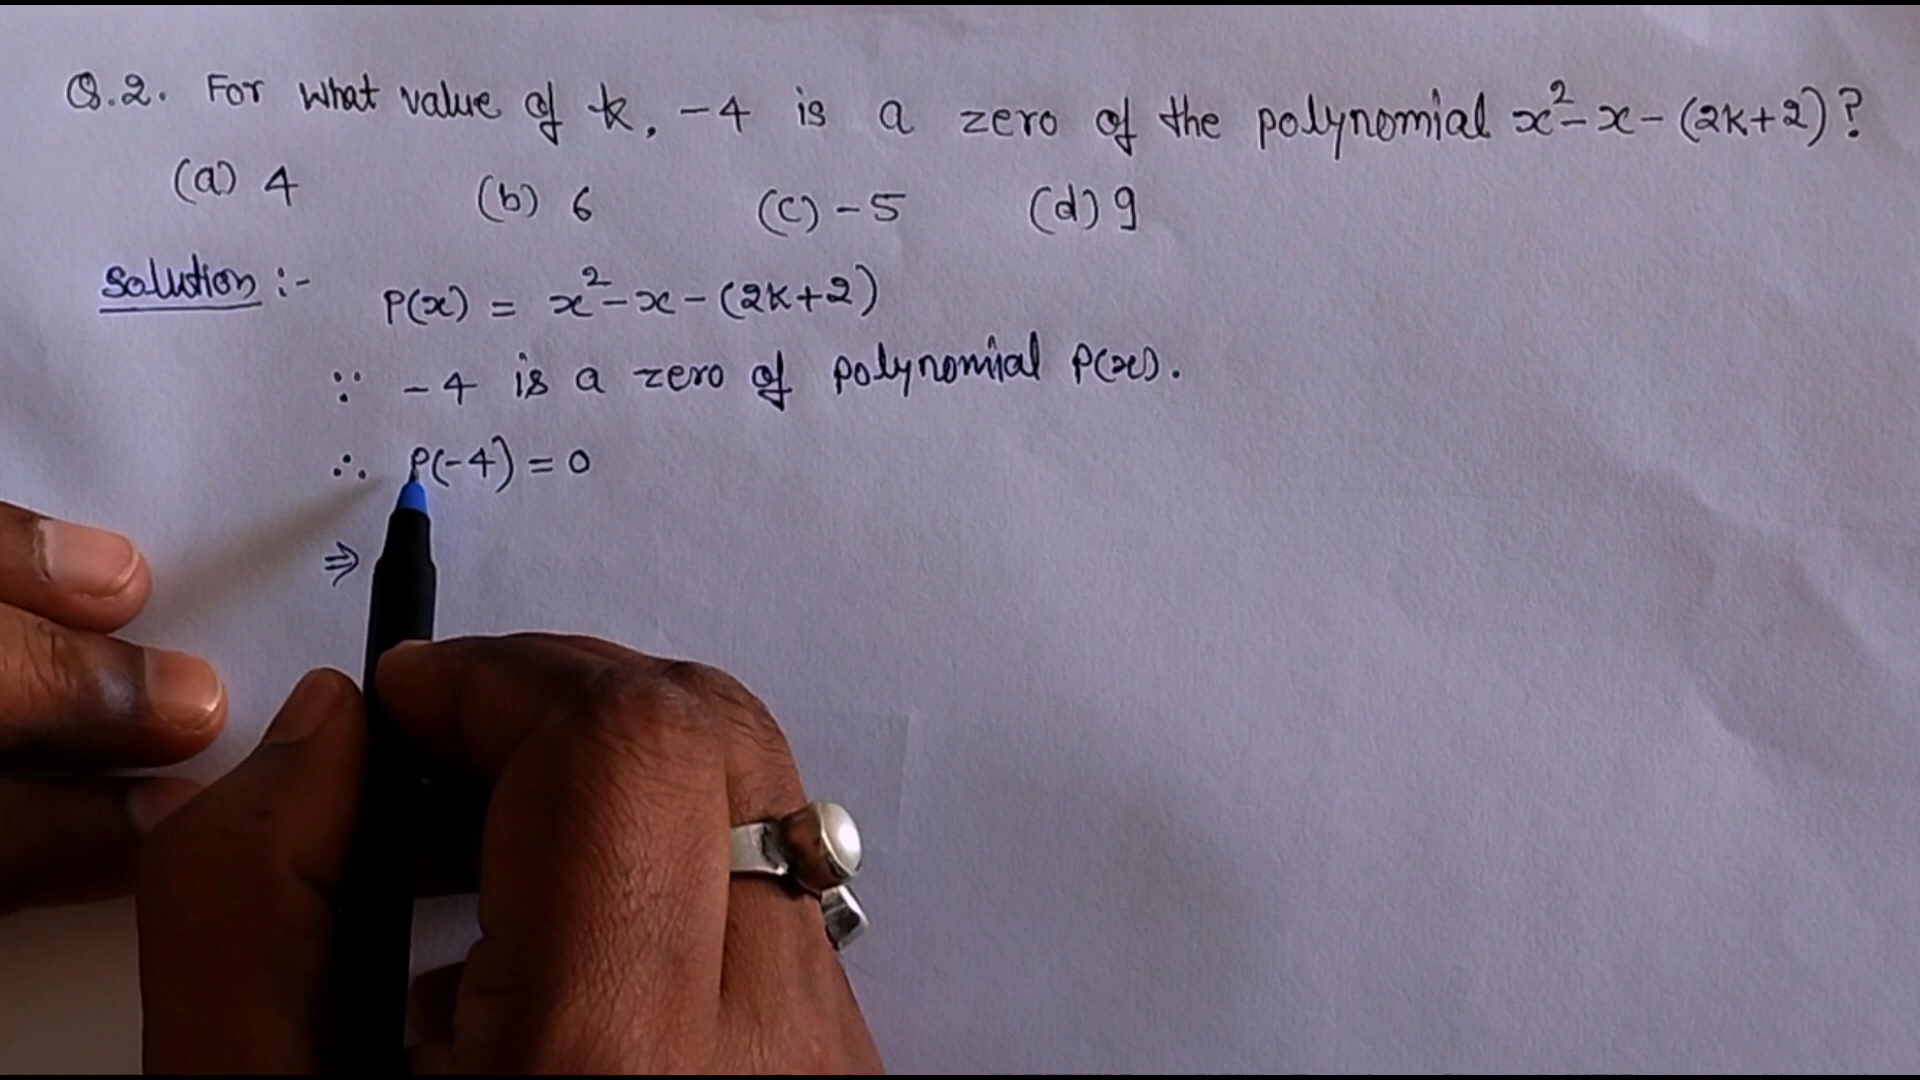 Q.2. For what value of k, -4 is a zero of the polynomial x²-x-(2k+2)?
(a) 4 (b) 6 (c) -5 (d) 9
Solution :- P(x) = x²-x-(2k+2)
∵ -4 is a zero of polynomial P(x).
∴ P(-4) = 0
⇒